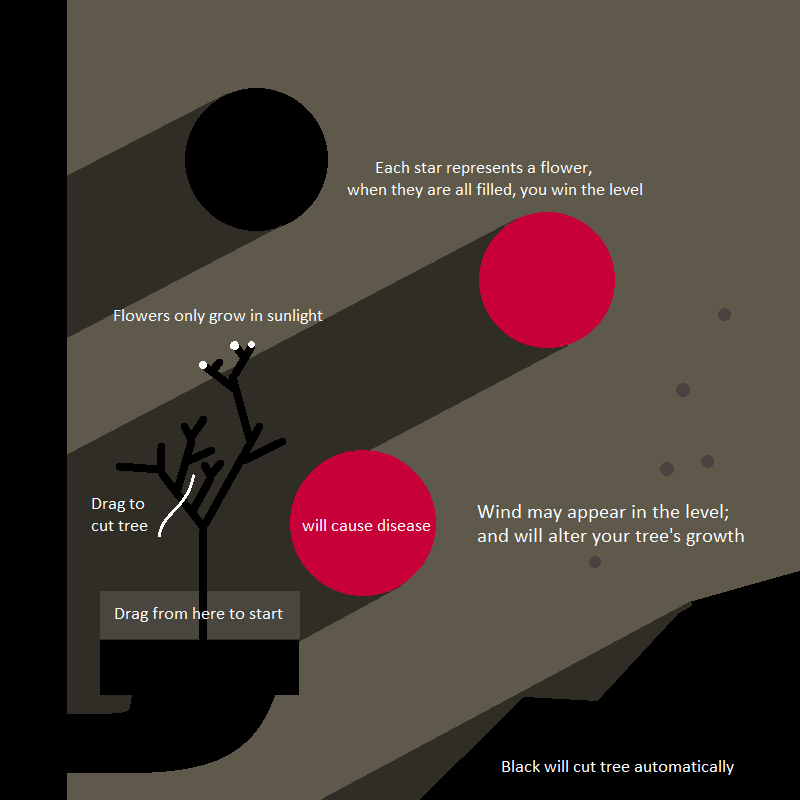 Each star represents a flower,
when they are all filled, you win the level
Flowers only grow in sunlight
Drag to
cut tree
will cause disease
Wind may appear in the level;
and will alter your tree's growth
Drag from here to start
Black will cut tree automatically